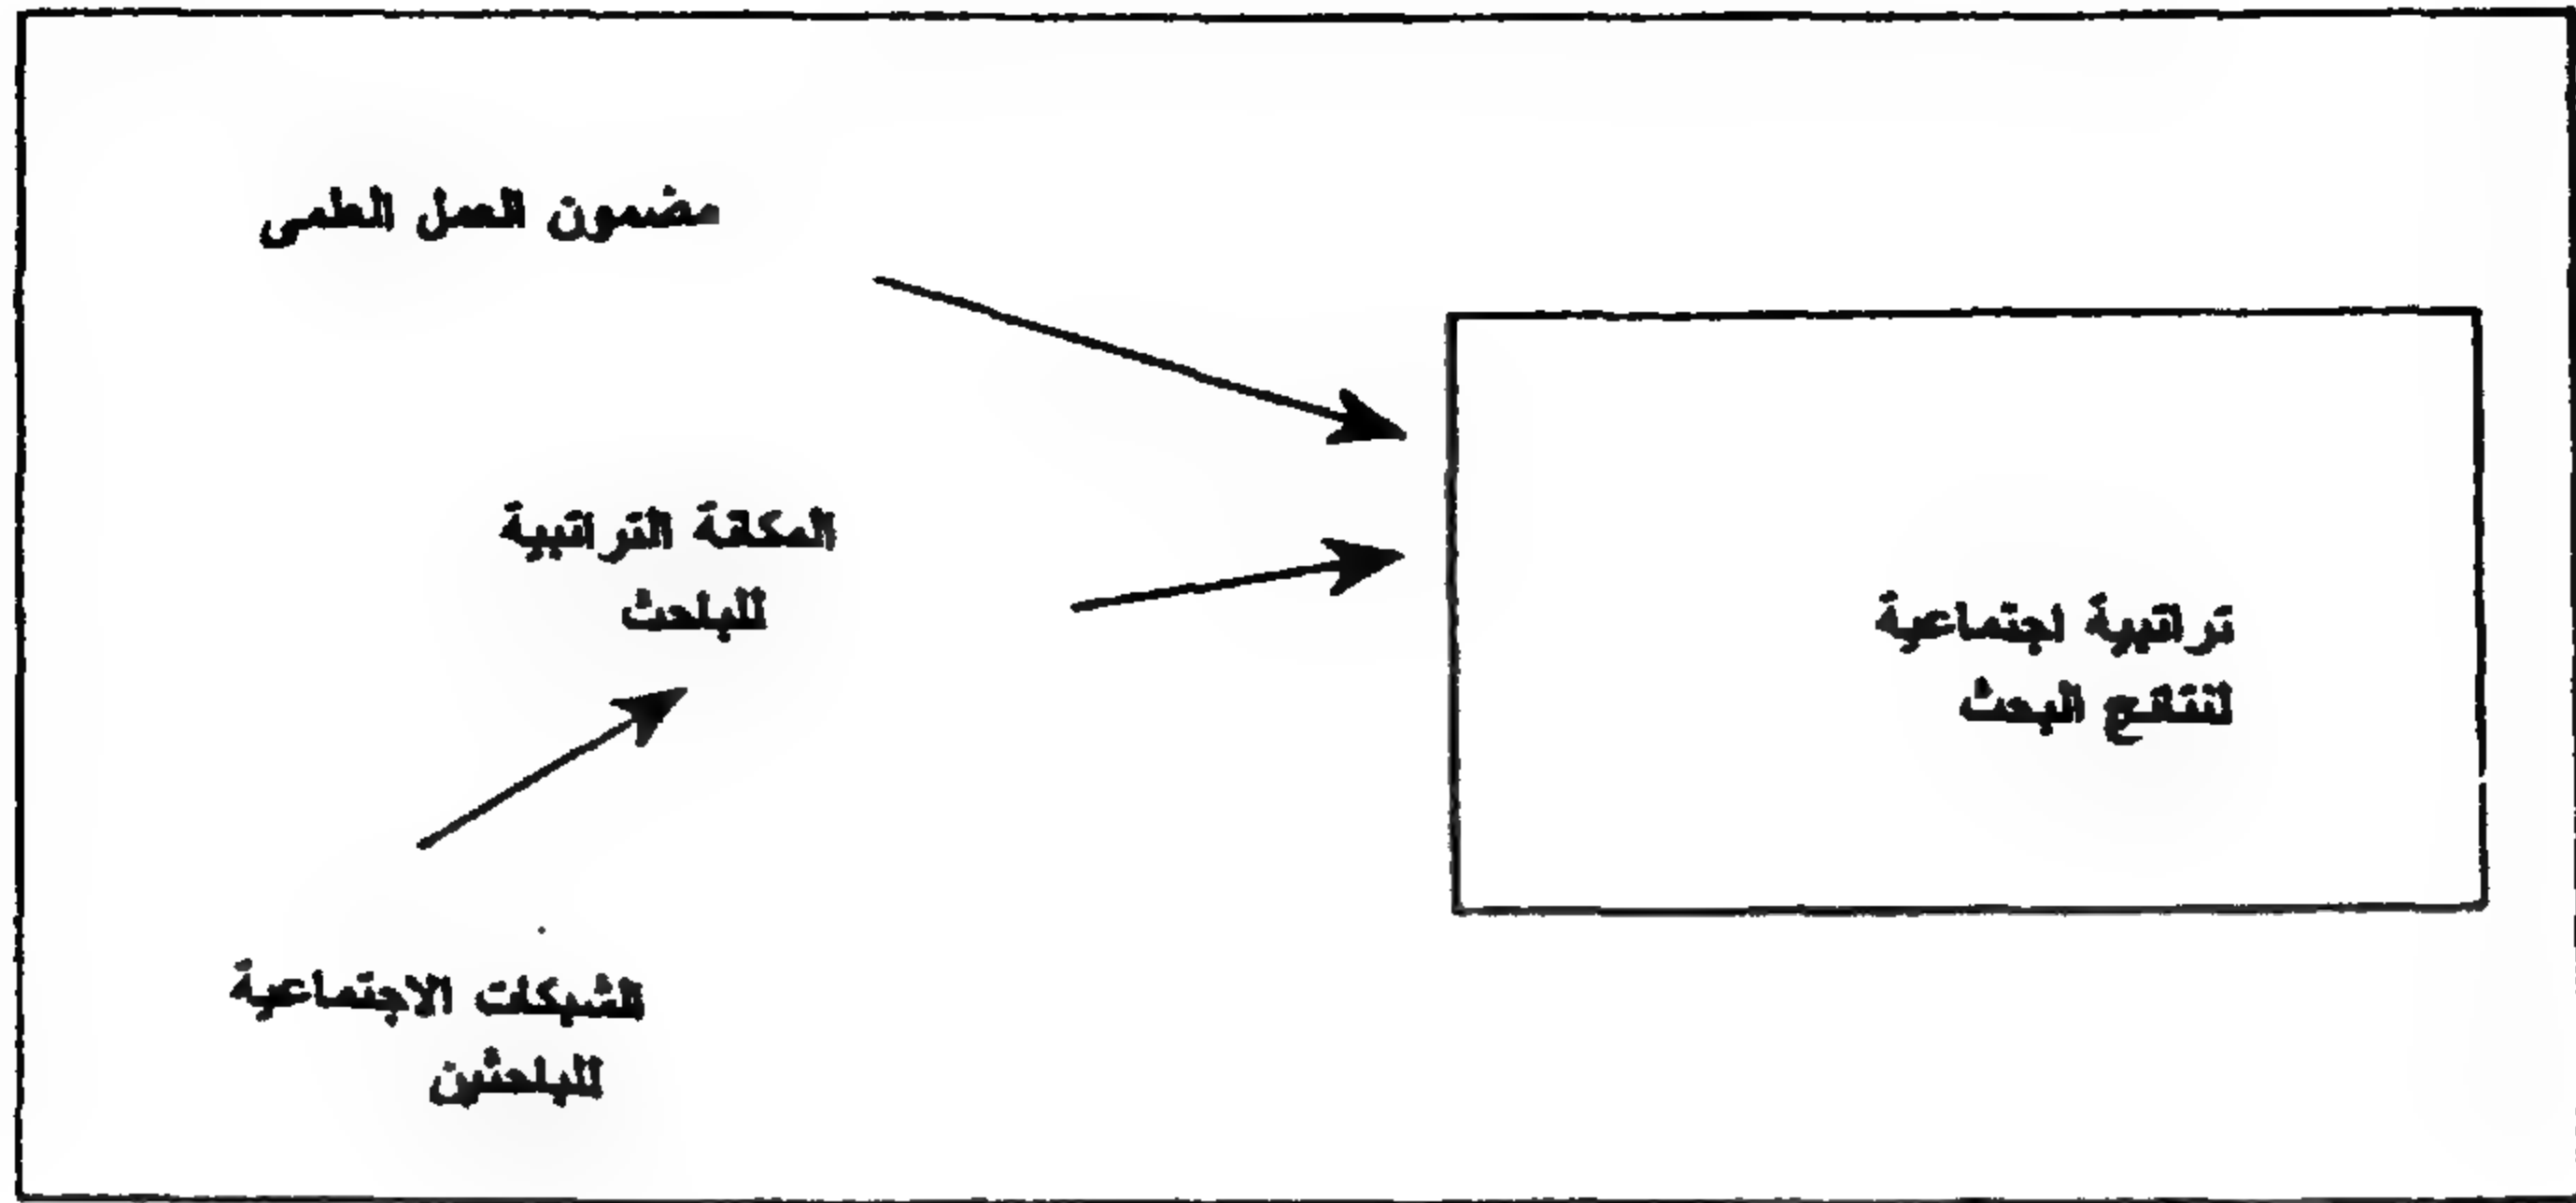 مضمون العمل العلمى
المكانة التراتبية
للباحث
تراتبية اجتماعية
لنتائج البحث
الشبكات الاجتماعية
للباحثين